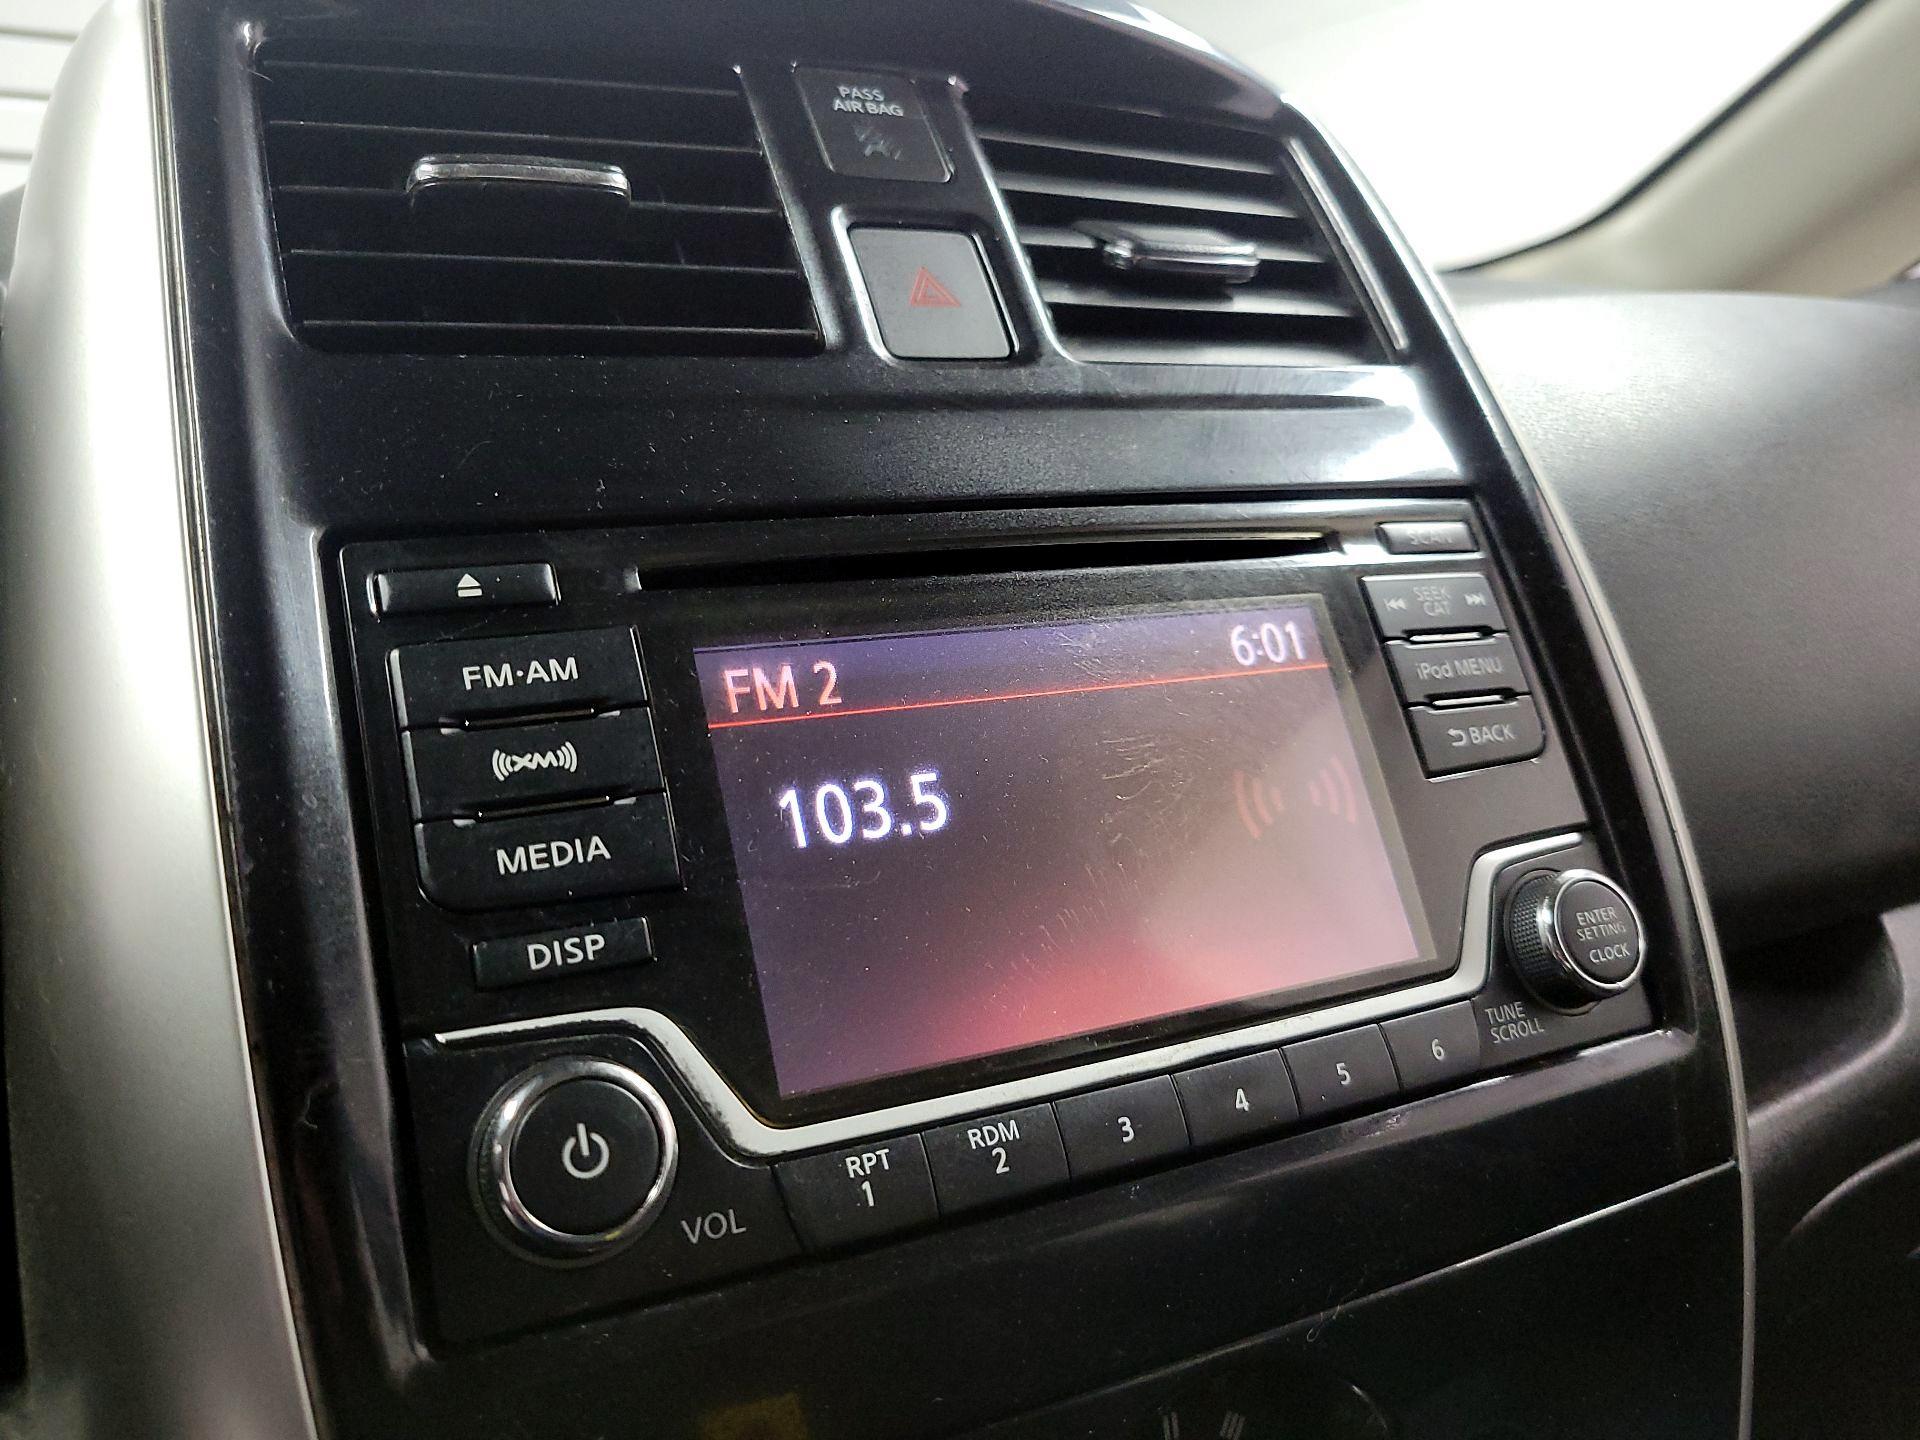 PASS
AIR BAG
SCAN
SEEK
CAT
FM·AM
FM 2
6:01
iPod MENU
BACK
XM
103.5
MEDIA
DISP
ENTER
SETTING
CLOCK
TUNE
SCROLL
VOL
RPT
1
RDM
2
3
4
5
6